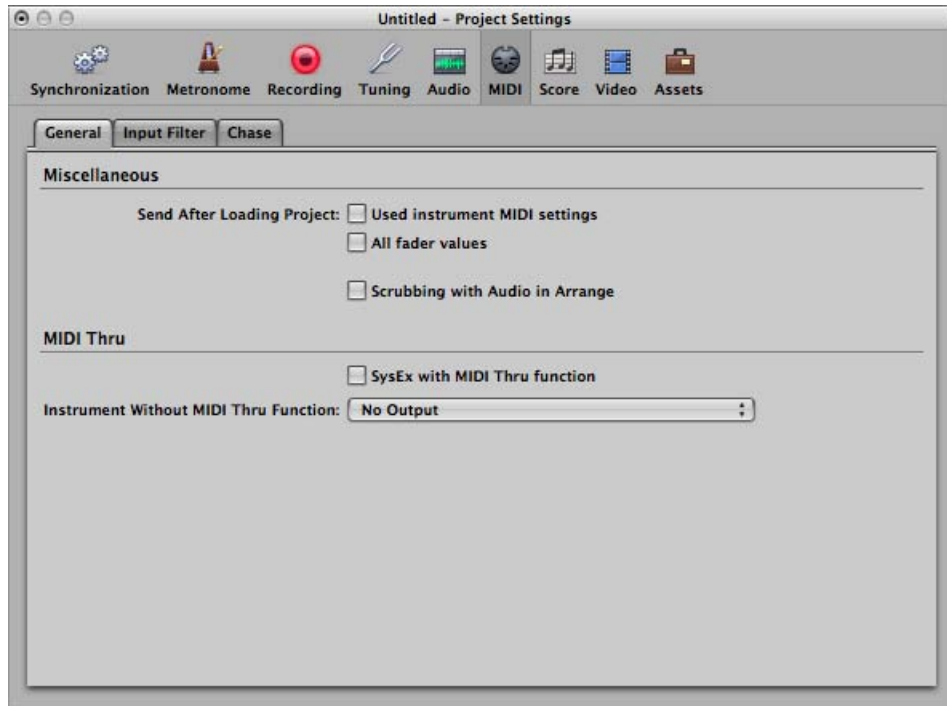 Untitled – Project Settings
Synchronization Metronome Recording Tuning Audio MIDI Score Video Assets
General Input Filter Chase
Miscellaneous
Send After Loading Project: Used instrument MIDI settings
All fader values
Scrubbing with Audio in Arrange
MIDI Thru
SysEx with MIDI Thru function
Instrument Without MIDI Thru Function: No Output